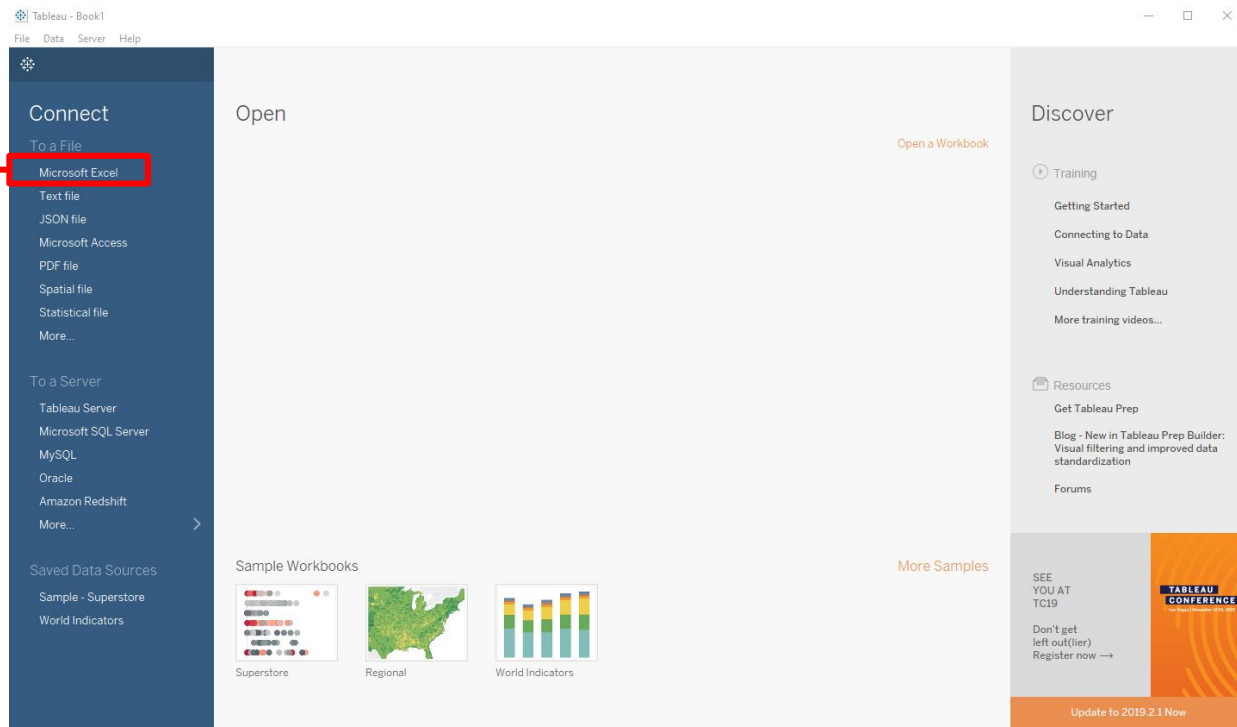 Tableau - Book1
File Data Server Help
Connect
To a File
Microsoft Excel
Text file
JSON file
Microsoft Access
PDF file
Spatial file
Statistical file
More...
To a Server
Tableau Server
Microsoft SQL Server
MySQL
Oracle
Amazon Redshift
More...
Saved Data Sources
Sample - Superstore
World Indicators
Open
Open a Workbook
Sample Workbooks
More Samples
Superstore
Regional
World Indicators
Discover
Training
Getting Started
Connecting to Data
Visual Analytics
Understanding Tableau
More training videos...
Resources
Get Tableau Prep
Blog - New in Tableau Prep Builder:
Visual filtering and improved data
standardization
Forums
SEE
YOU AT
TC19
Don't get
left out(lier)
Register now →
TABLEAU
CONFERENCE
Update to 2019.2.1 Now